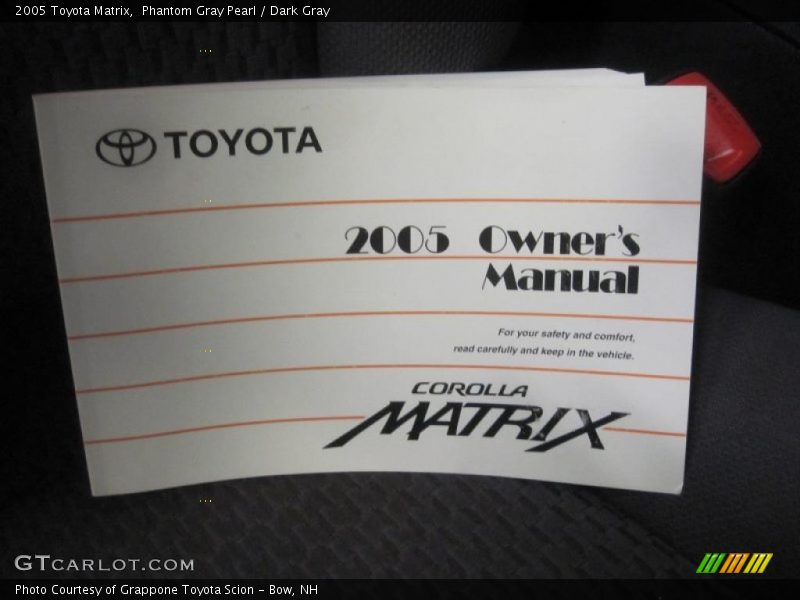 2005 Toyota Matrix,  Phantom Gray Pearl / Dark Gray
TOYOTA
2005 Owner's
Manual
For your safety and comfort,
read carefully and keep in the vehicle.
COROLLA
MATRIX
GTCARLOT.COM
Photo Courtesy of Grappone Toyota Scion - Bow, NH